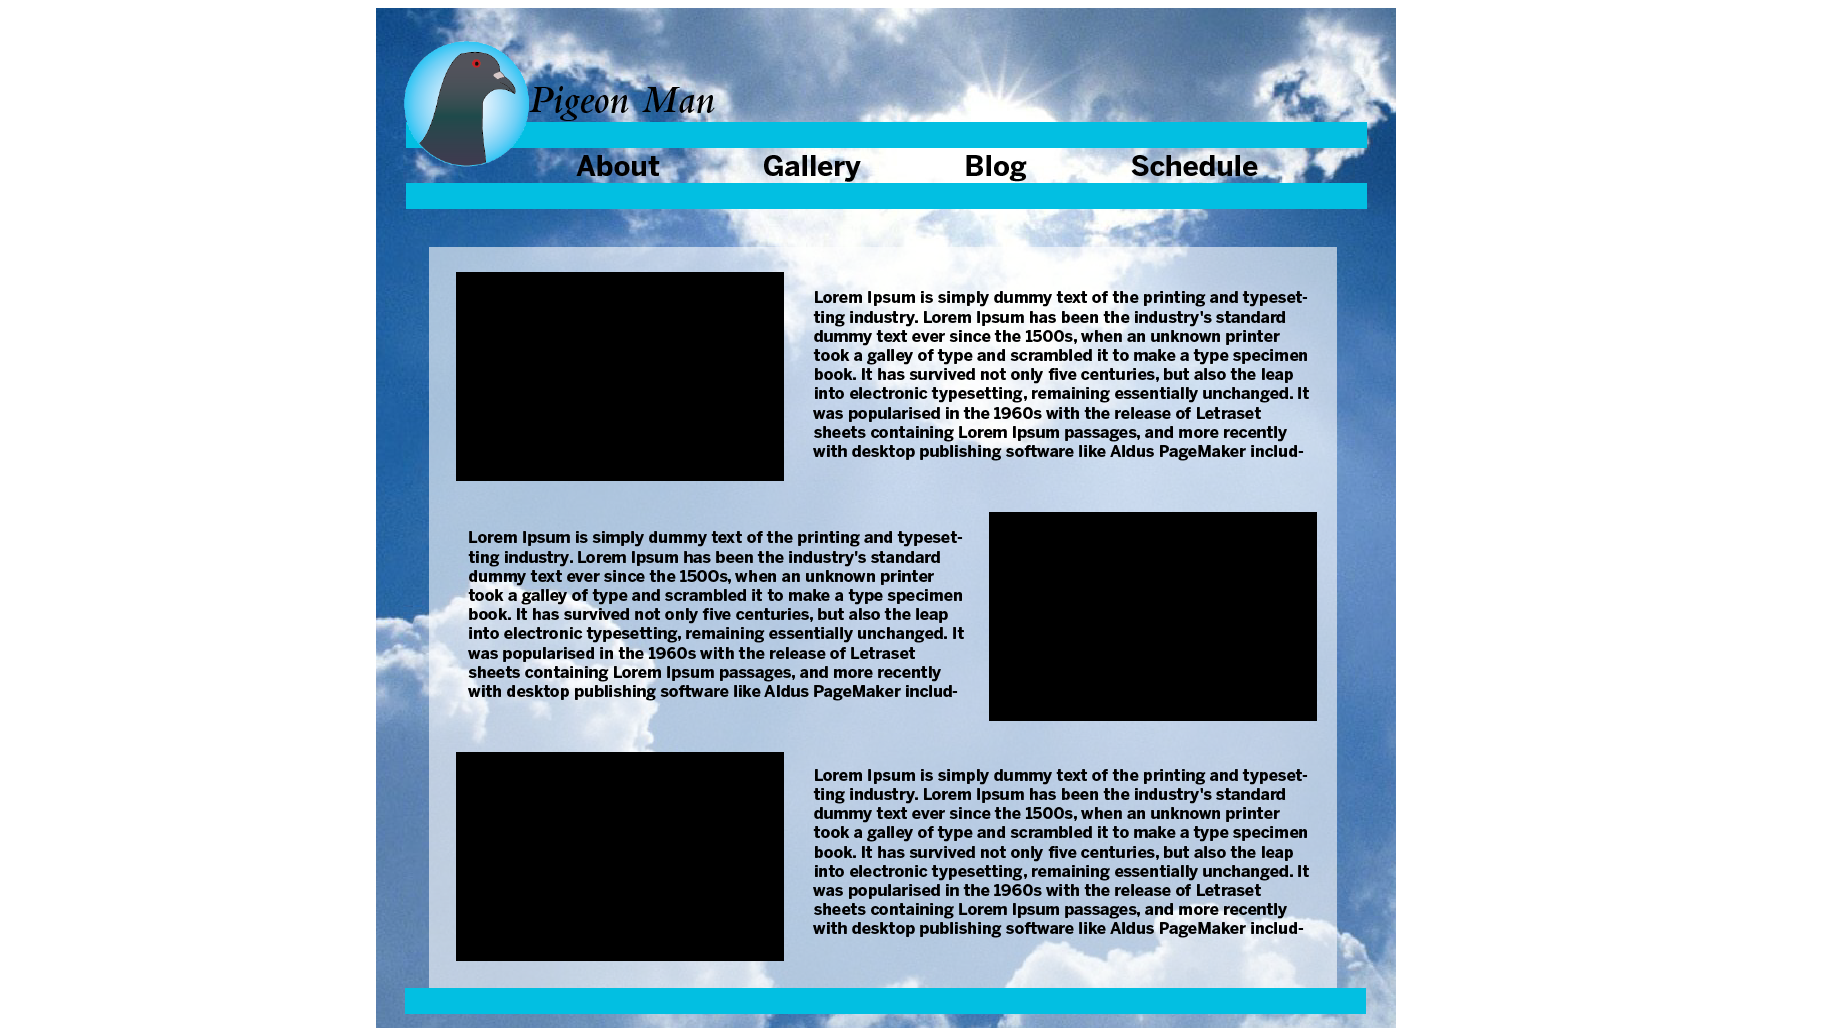 Pigeon Man
About Gallery Blog Schedule
Lorem Ipsum is simply dummy text of the printing and typeset-
ting industry. Lorem Ipsum has been the industry's standard
dummy text ever since the 1500s, when an unknown printer
took a galley of type and scrambled it to make a type specimen
book. It has survived not only five centuries, but also the leap
into electronic typesetting, remaining essentially unchanged. It
was popularised in the 1960s with the release of Letraset
sheets containing Lorem Ipsum passages, and more recently
with desktop publishing software like Aldus PageMaker includ-
Lorem Ipsum is simply dummy text of the printing and typeset-
ting industry. Lorem Ipsum has been the industry's standard
dummy text ever since the 1500s, when an unknown printer
took a galley of type and scrambled it to make a type specimen
book. It has survived not only five centuries, but also the leap
into electronic typesetting, remaining essentially unchanged. It
was popularised in the 1960s with the release of Letraset
sheets containing Lorem Ipsum passages, and more recently
with desktop publishing software like Aldus PageMaker includ-
Lorem Ipsum is simply dummy text of the printing and typeset-
ting industry. Lorem Ipsum has been the industry's standard
dummy text ever since the 1500s, when an unknown printer
took a galley of type and scrambled it to make a type specimen
book. It has survived not only five centuries, but also the leap
into electronic typesetting, remaining essentially unchanged. It
was popularised in the 1960s with the release of Letraset
sheets containing Lorem Ipsum passages, and more recently
with desktop publishing software like Aldus PageMaker includ-